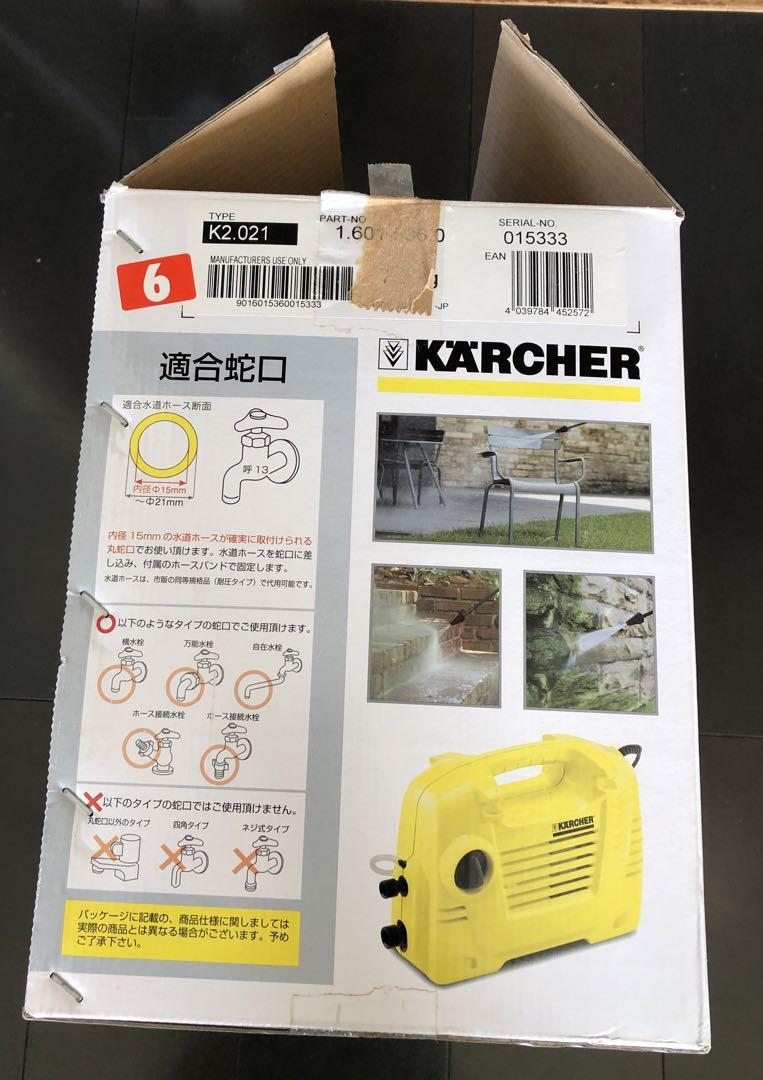 TYPE
K2.021
PART-NO
SERIAL-NO.
015333
MANUFACTURERS USE ONLY
EAN
9016015360015333
-JP
4 039784 452572
6
適合蛇口
KÄRCHER
適合水道ホース断面
呼13
内径Φ15mm
～Φ21mm
内径15mmの水道ホースが確実に取付けられる
丸蛇口でお使い頂けます。水道ホースを蛇口に差
し込み、付属のホースバンドで固定します。
水道ホースは、市販の同等規格品（耐圧タイプ）で代用可能です。
以下のようなタイプの蛇口でご使用頂けます。
横水栓
万能水栓
自在水栓
ホース接続水栓
ホース接続水栓
以下のタイプの蛇口ではご使用頂けません。
丸蛇口以外のタイプ
四角タイプ
ネジ式タイプ
パッケージに記載の、商品仕様に関しましては
実際の商品とは異なる場合がございます。予め
ご了承下さい。
KÄRCHER